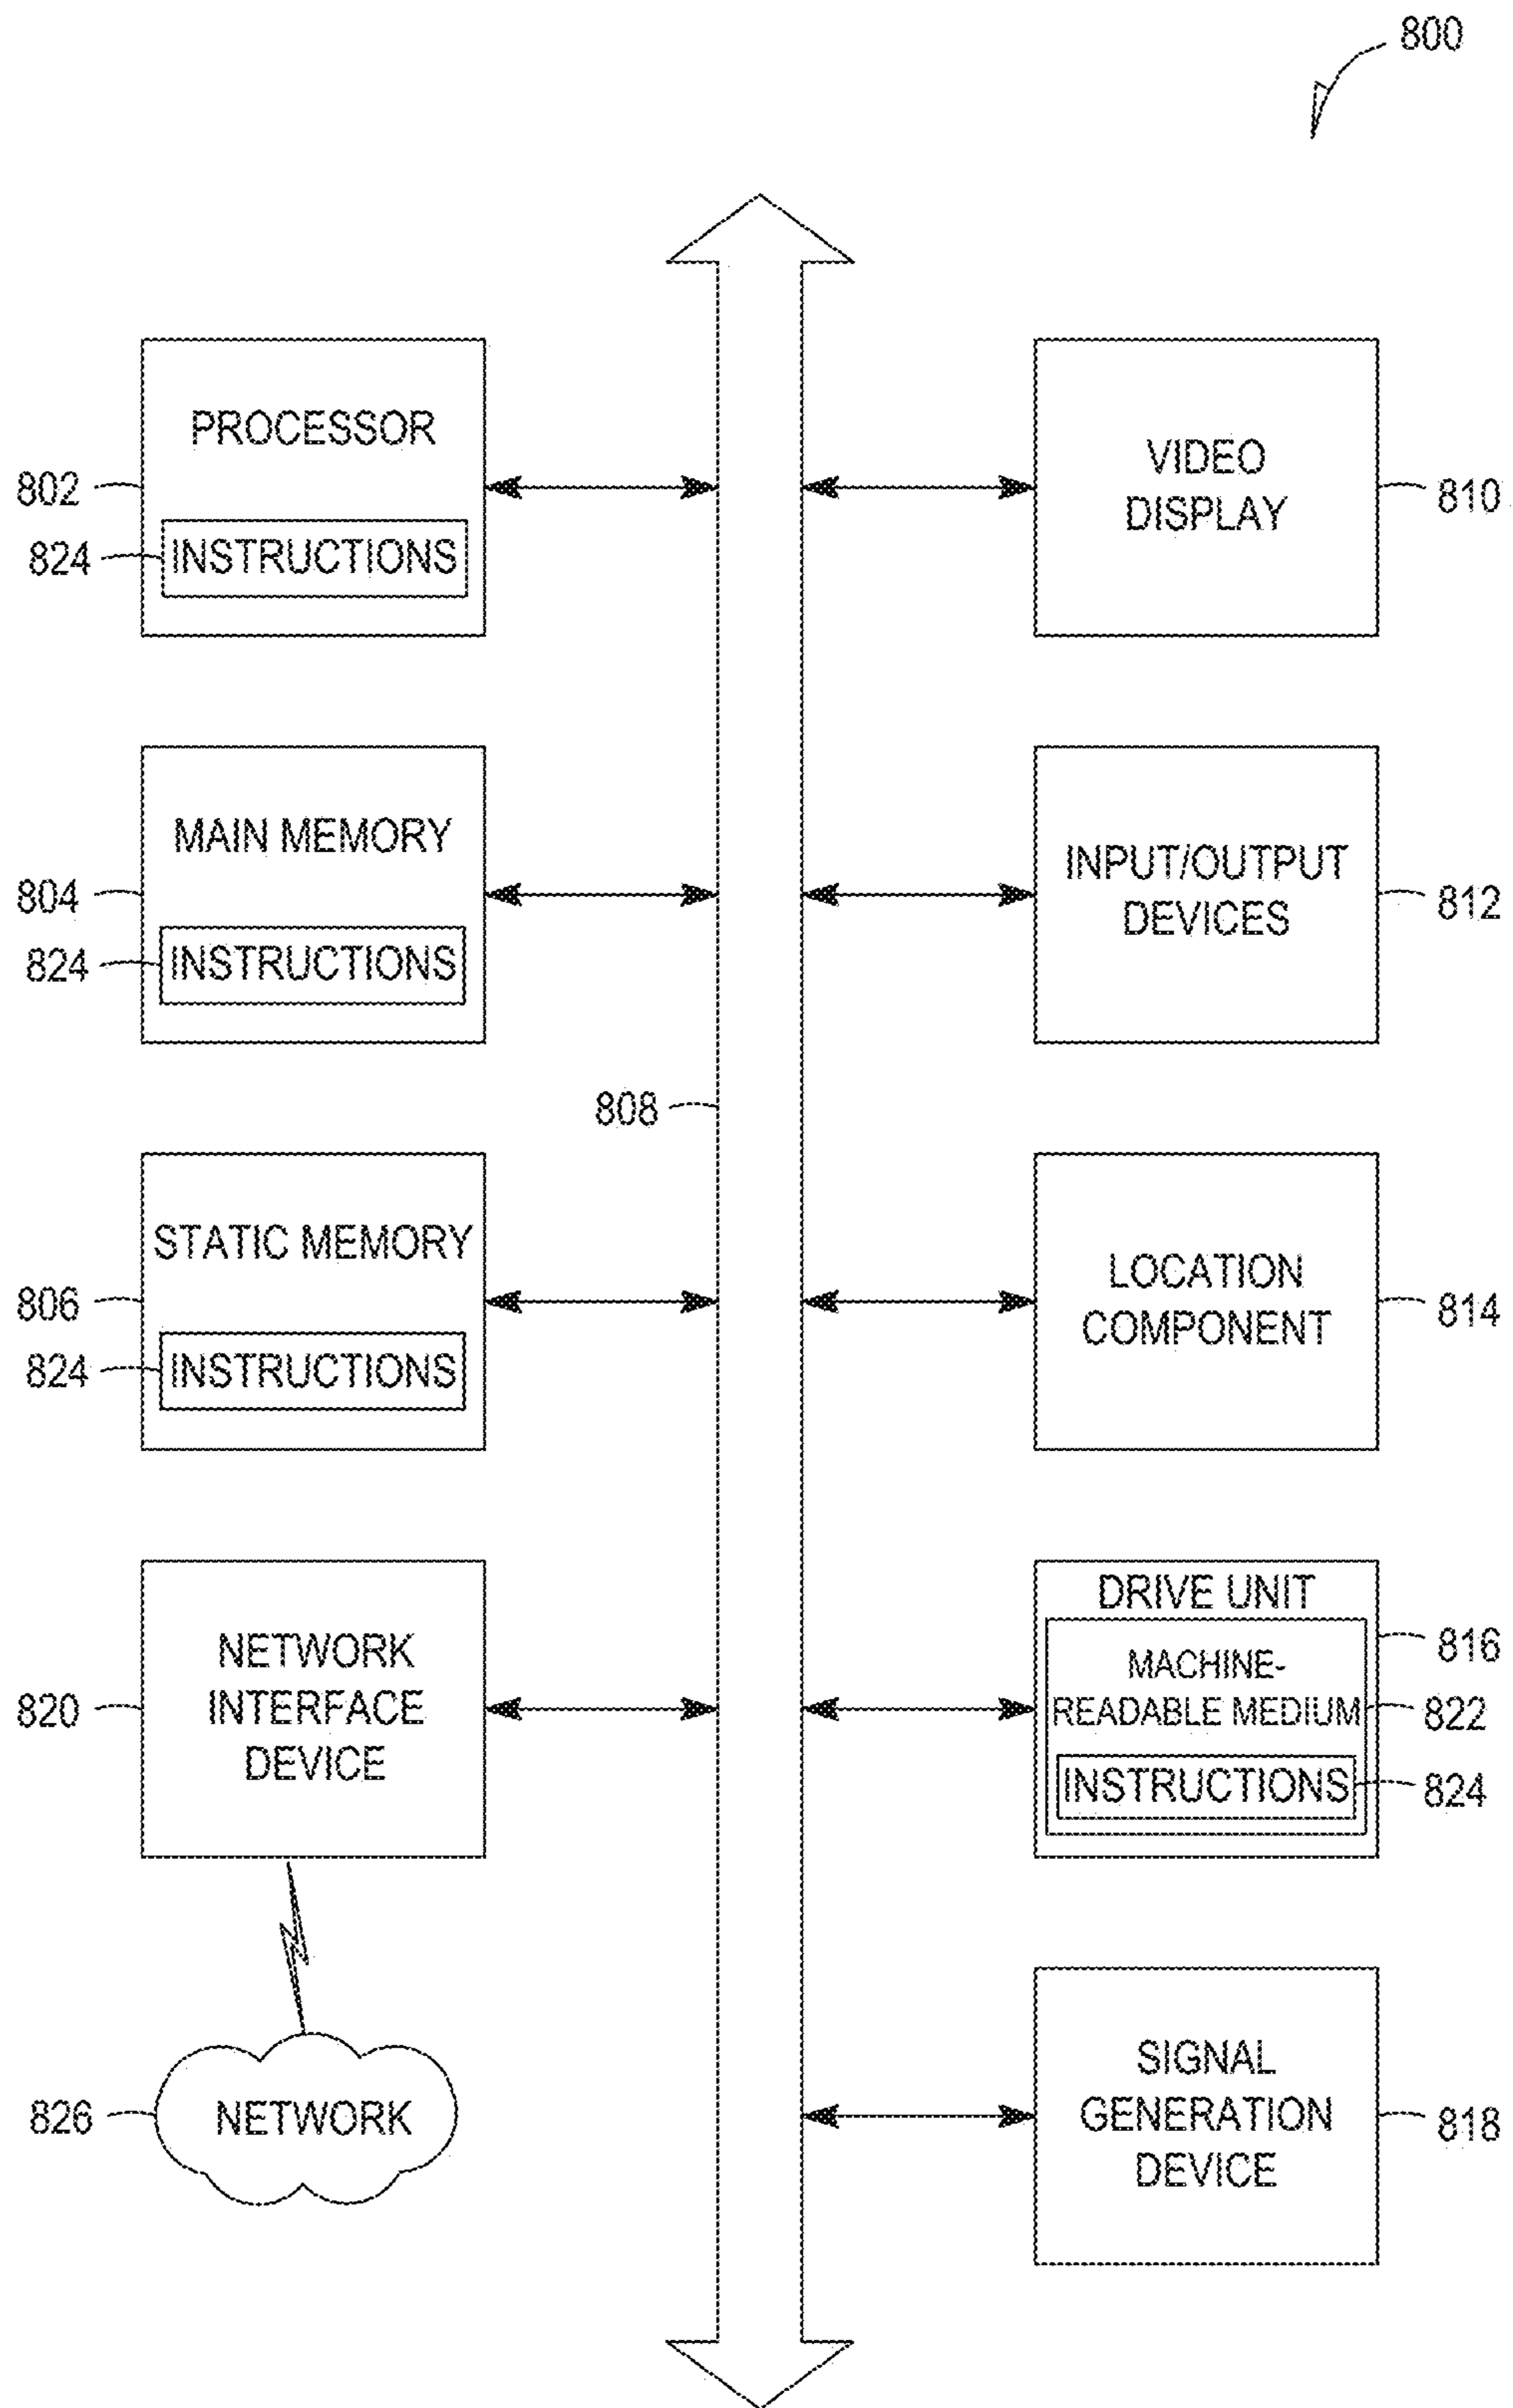 800
PROCESSOR
802
824
INSTRUCTIONS
MAIN MEMORY
804
824
INSTRUCTIONS
STATIC MEMORY
806
824
INSTRUCTIONS
NETWORK
INTERFACE
DEVICE
820
NETWORK
826
808
VIDEO
DISPLAY
810
INPUT/OUTPUT
DEVICES
812
LOCATION
COMPONENT
814
DRIVE UNIT
816
MACHINE-
READABLE MEDIUM
822
INSTRUCTIONS
824
SIGNAL
GENERATION
DEVICE
818